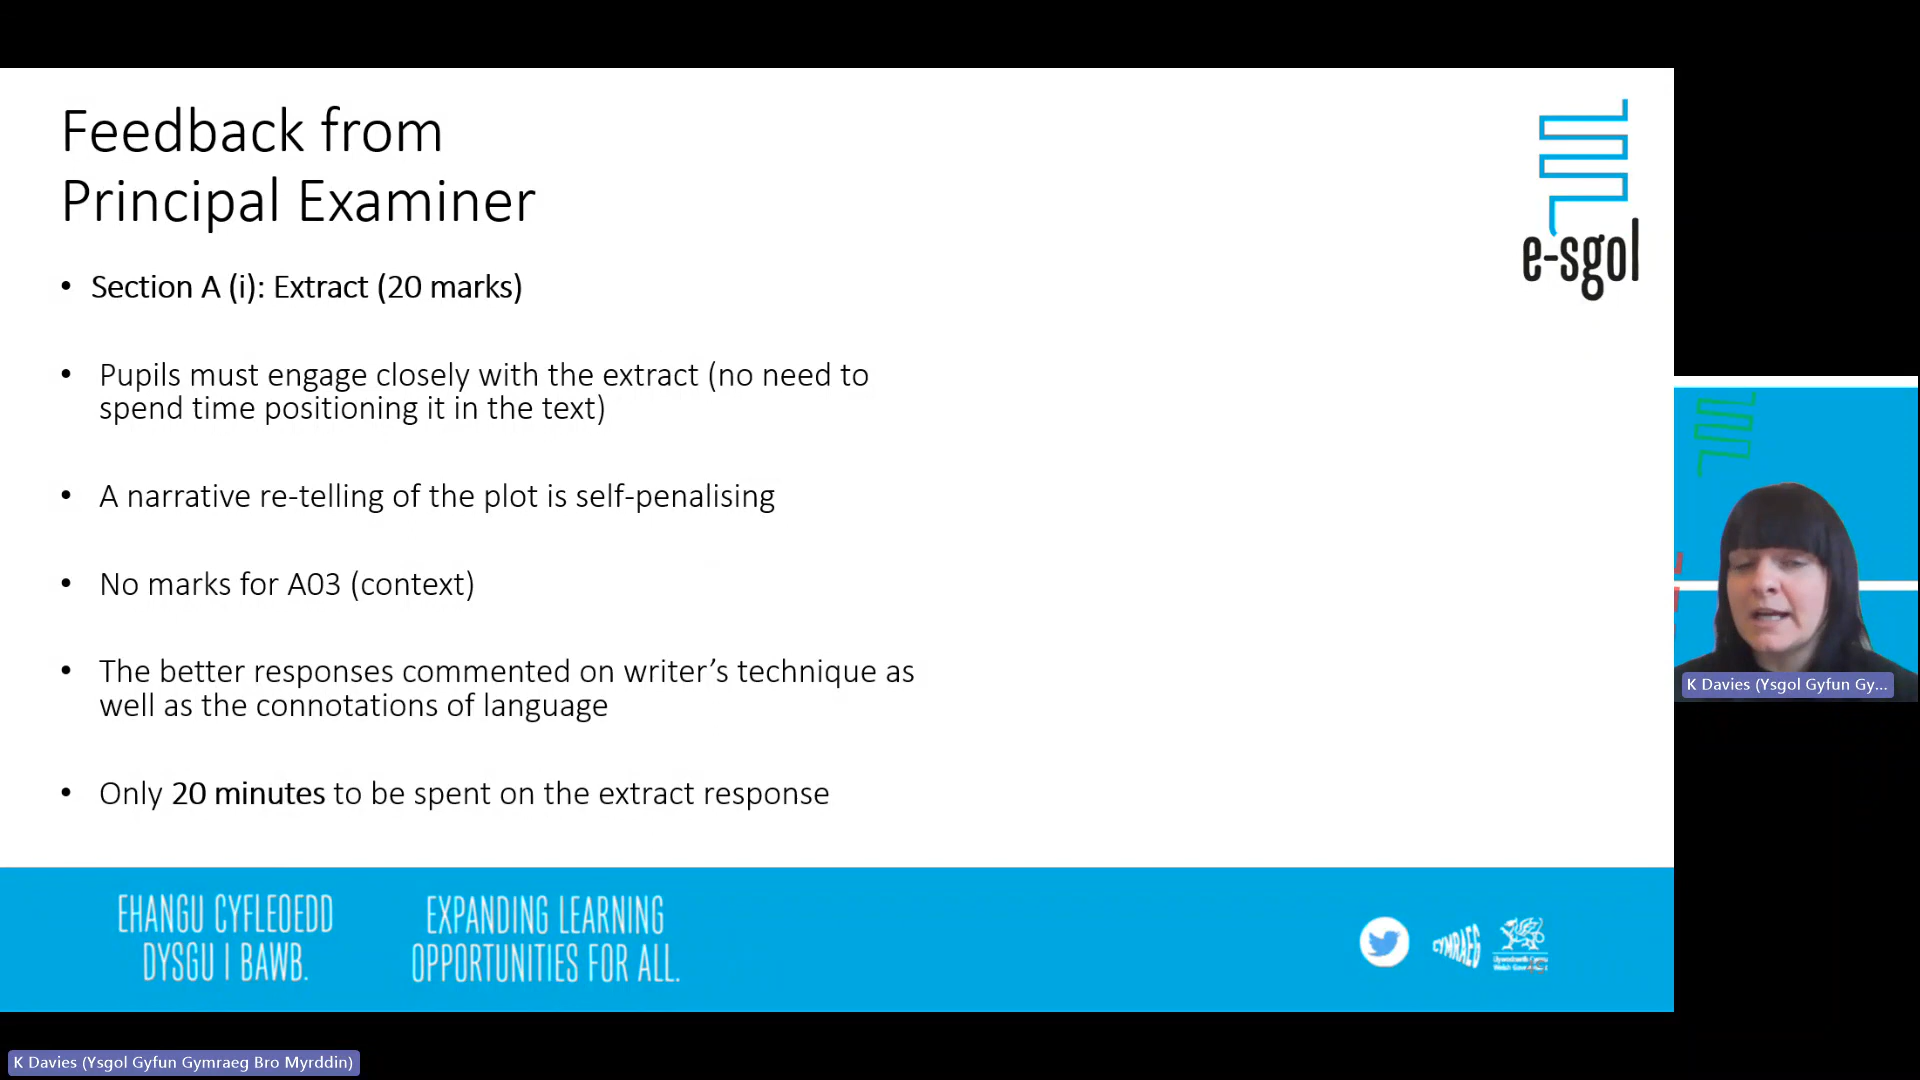 Feedback from
Principal Examiner
• Section A (i): Extract (20 marks)
• Pupils must engage closely with the extract (no need to
spend time positioning it in the text)
• A narrative re-telling of the plot is self-penalising
• No marks for A03 (context)
• The better responses commented on writer’s technique as
well as the connotations of language
• Only 20 minutes to be spent on the extract response
e-sgol
K Davies (Ysgol Gyfun Gy...
EHANGU CYFLEOEDD
DYSGU I BAWB.
EXPANDING LEARNING
OPPORTUNITIES FOR ALL.
CYMRAEG
Llywodraeth Cymru
Welsh
K Davies (Ysgol Gyfun Gymraeg Bro Myrddin)